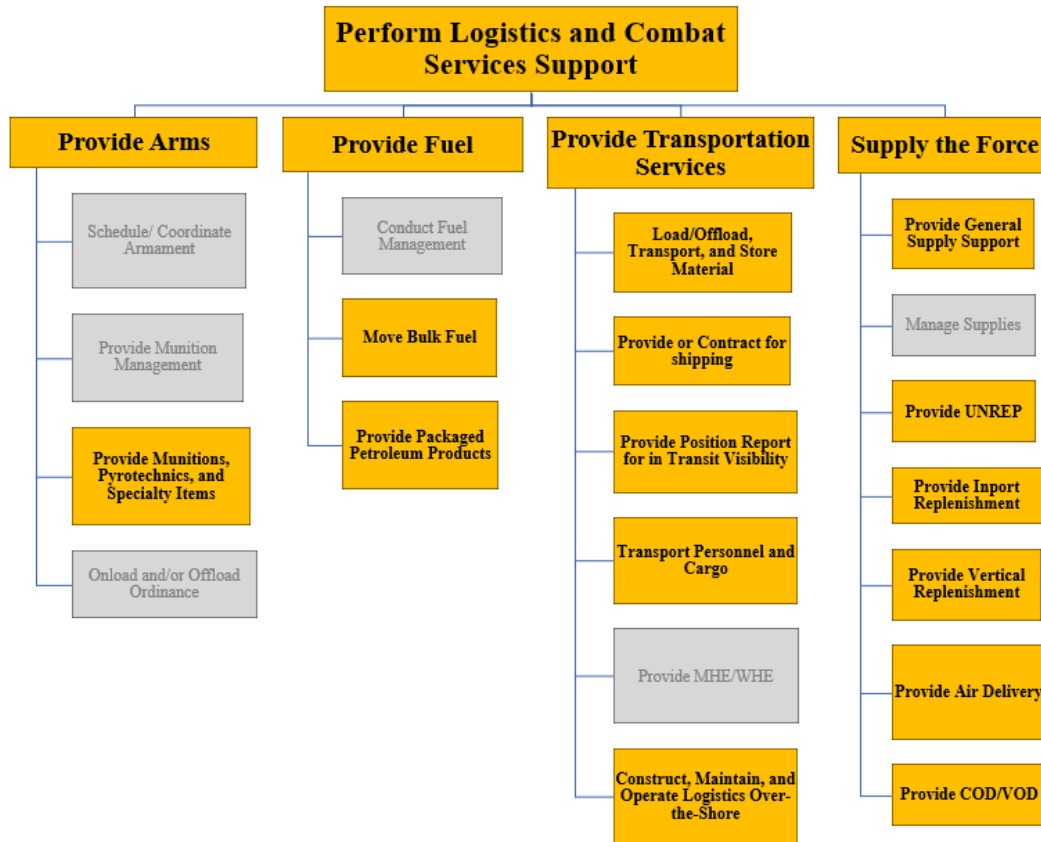 Perform Logistics and Combat
Services Support
Provide Arms
Schedule/ Coordinate
Armament
Provide Munition
Management
Provide Munitions,
Pyrotechnics, and
Specialty Items
Onload and/or Offload
Ordinance
Provide Fuel
Conduct Fuel
Management
Move Bulk Fuel
Provide Packaged
Petroleum Products
Provide Transportation
Services
Load/Offload,
Transport, and Store
Material
Provide or Contract for
shipping
Provide Position Report
for in Transit Visibility
Transport Personnel and
Cargo
Provide MHE/WHE
Construct, Maintain, and
Operate Logistics Over-
the-Shore
Supply the Force
Provide General
Supply Support
Manage Supplies
Provide UNREP
Provide Inport
Replenishment
Provide Vertical
Replenishment
Provide Air Delivery
Provide COD/VOD